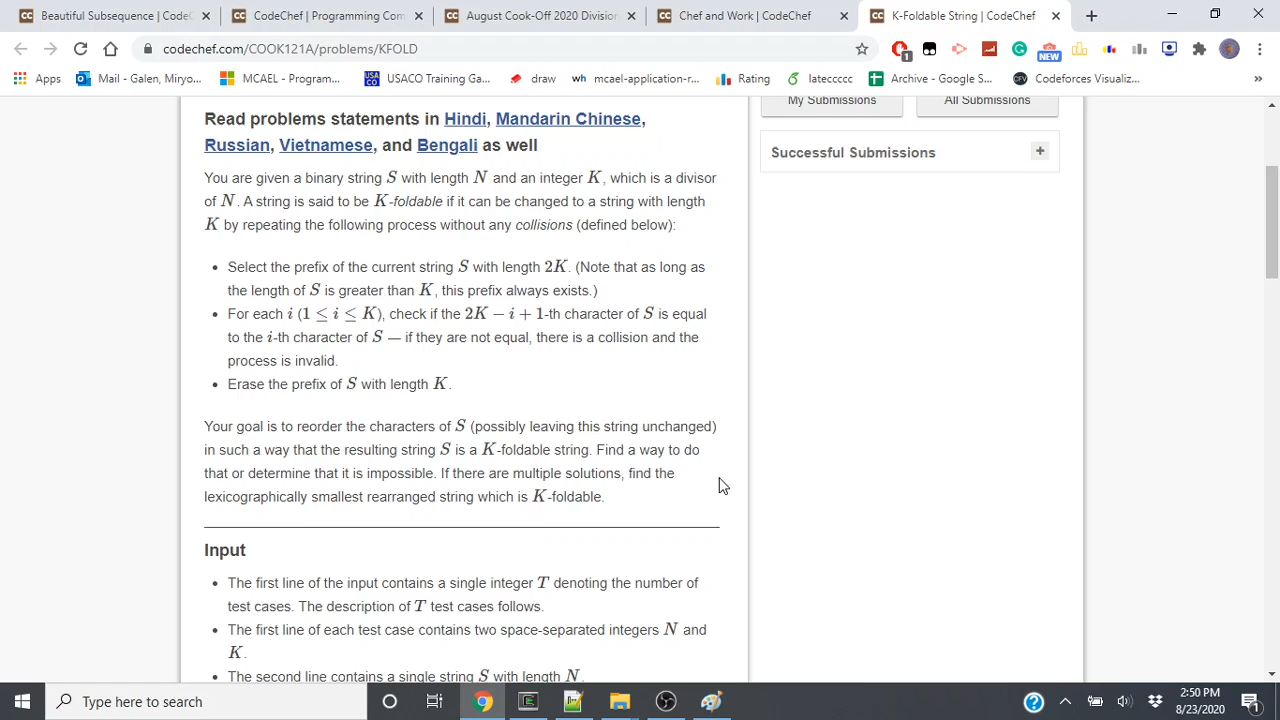 Beautiful Subsequence | CodeC
CodeChef | Programming Con
August Cook-Off 2020 Division
Chef and Work | CodeChef
K-Foldable String | CodeChef
codechef.com/COOK121A/problems/KFOLD
1
NEW
Apps
Mail - Galen, Miryo...
MCAEL - Program...
USACO Training Ga...
draw
wh mcael-application-r...
Rating
lateccccc
Archive - Google S...
Codeforces Visualiz...
»
Read problems statements in Hindi, Mandarin Chinese,
Russian, Vietnamese, and Bengali as well
You are given a binary string S with length N and an integer K, which is a divisor
of N. A string is said to be K-foldable if it can be changed to a string with length
K by repeating the following process without any collisions (defined below):
• Select the prefix of the current string S with length 2K. (Note that as long as
the length of S is greater than K, this prefix always exists.)
• For each i (1 ≤ i ≤ K), check if the 2K − i + 1-th character of S is equal
to the i-th character of S — if they are not equal, there is a collision and the
process is invalid.
• Erase the prefix of S with length K.
Your goal is to reorder the characters of S (possibly leaving this string unchanged)
in such a way that the resulting string S is a K-foldable string. Find a way to do
that or determine that it is impossible. If there are multiple solutions, find the
lexicographically smallest rearranged string which is K-foldable.
Input
• The first line of the input contains a single integer T denoting the number of
test cases. The description of T test cases follows.
• The first line of each test case contains two space-separated integers N and
K.
• The second line contains a single string S with length N.
My Submissions
All Submissions
Successful Submissions
+
Type here to search
2:50 PM
8/23/2020
1